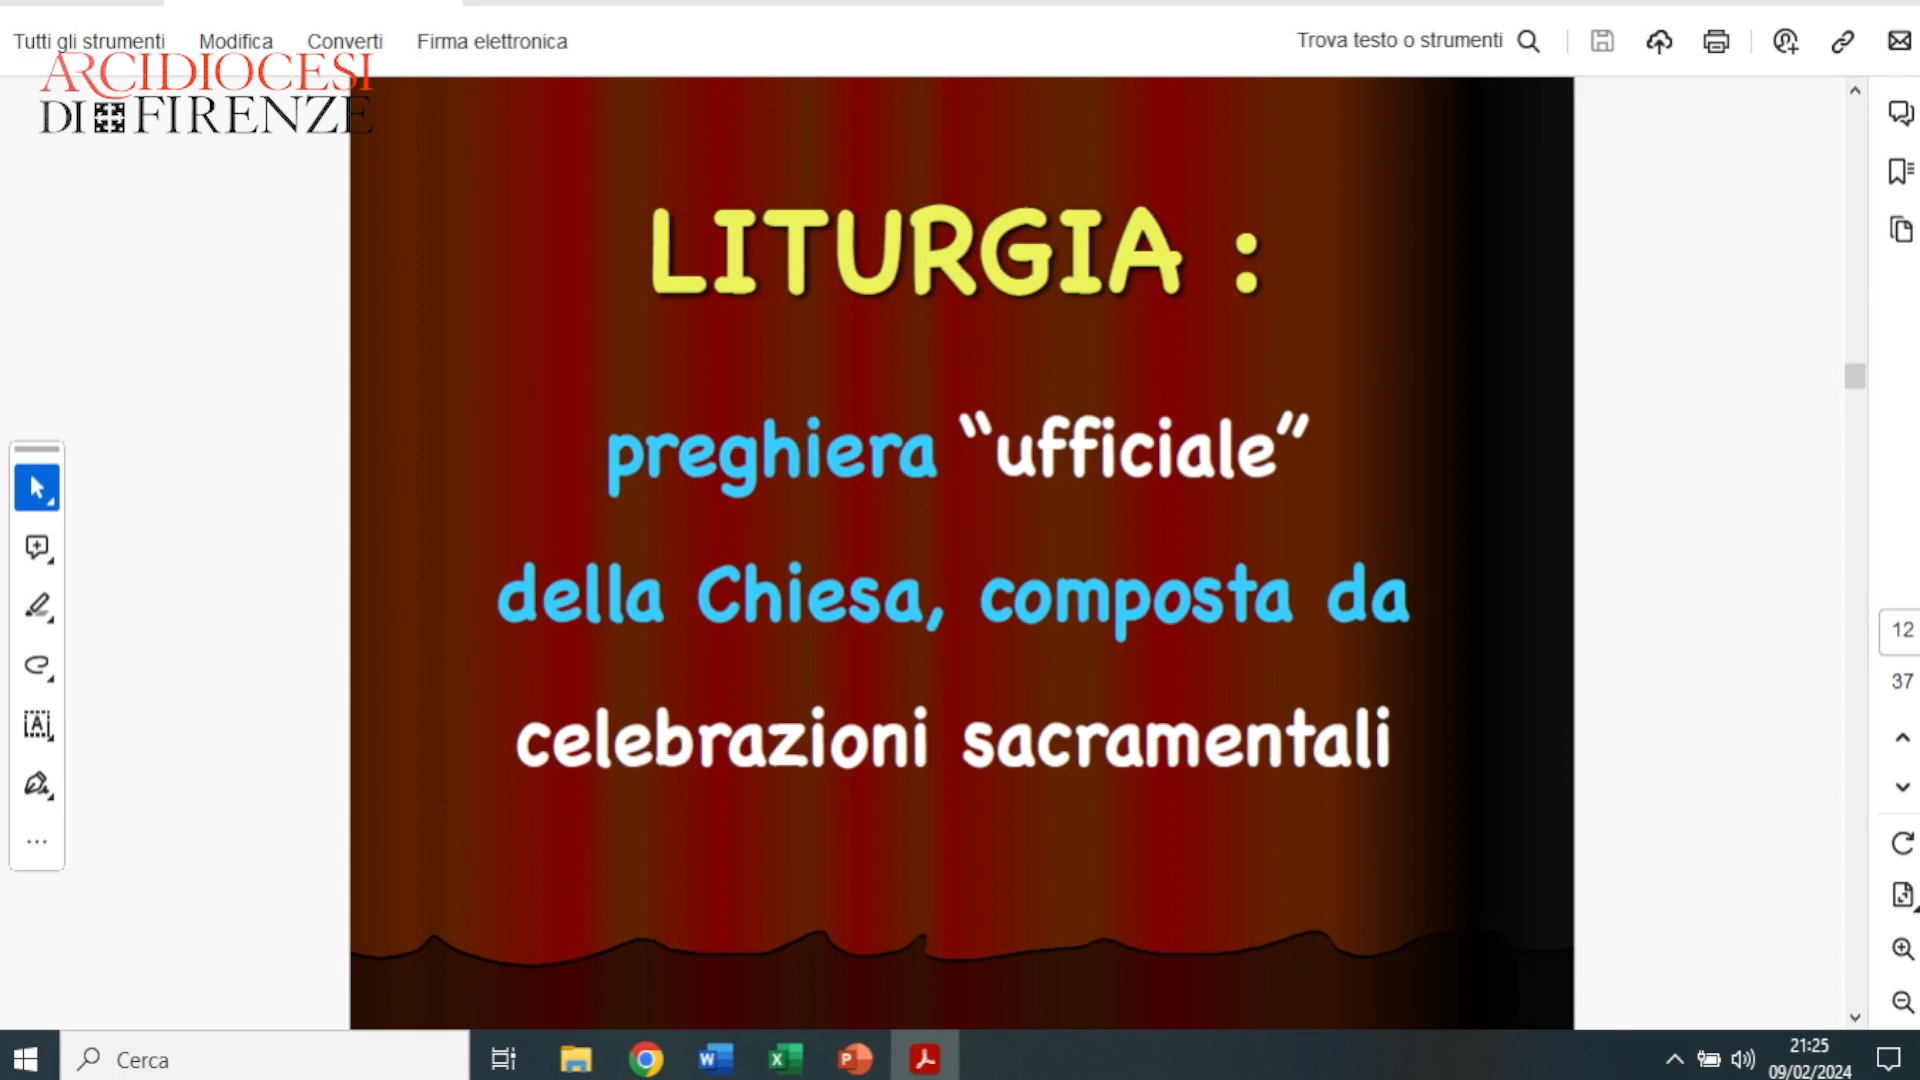 Tutti gli strumenti Modifica Converti Firma elettronica Trova testo o strumenti
ARCIDIOCESI
DI FIRENZE
LITURGIA :
preghiera “ufficiale”
della Chiesa, composta da
celebrazioni sacramentali
12
37
Cerca
21:25
09/02/2024